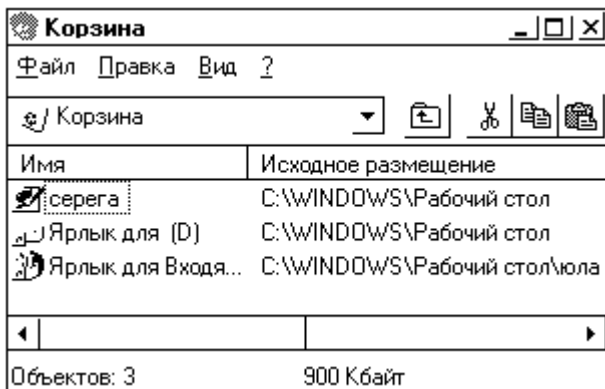 Корзина
Файл Правка Вид ?
Корзина
Имя Исходное размещение
серега C:\WINDOWS\Рабочий стол
Ярлык для (D) C:\WINDOWS\Рабочий стол
Ярлык для Входя... C:\WINDOWS\Рабочий стол\юла
Объектов: 3 900 Кбайт